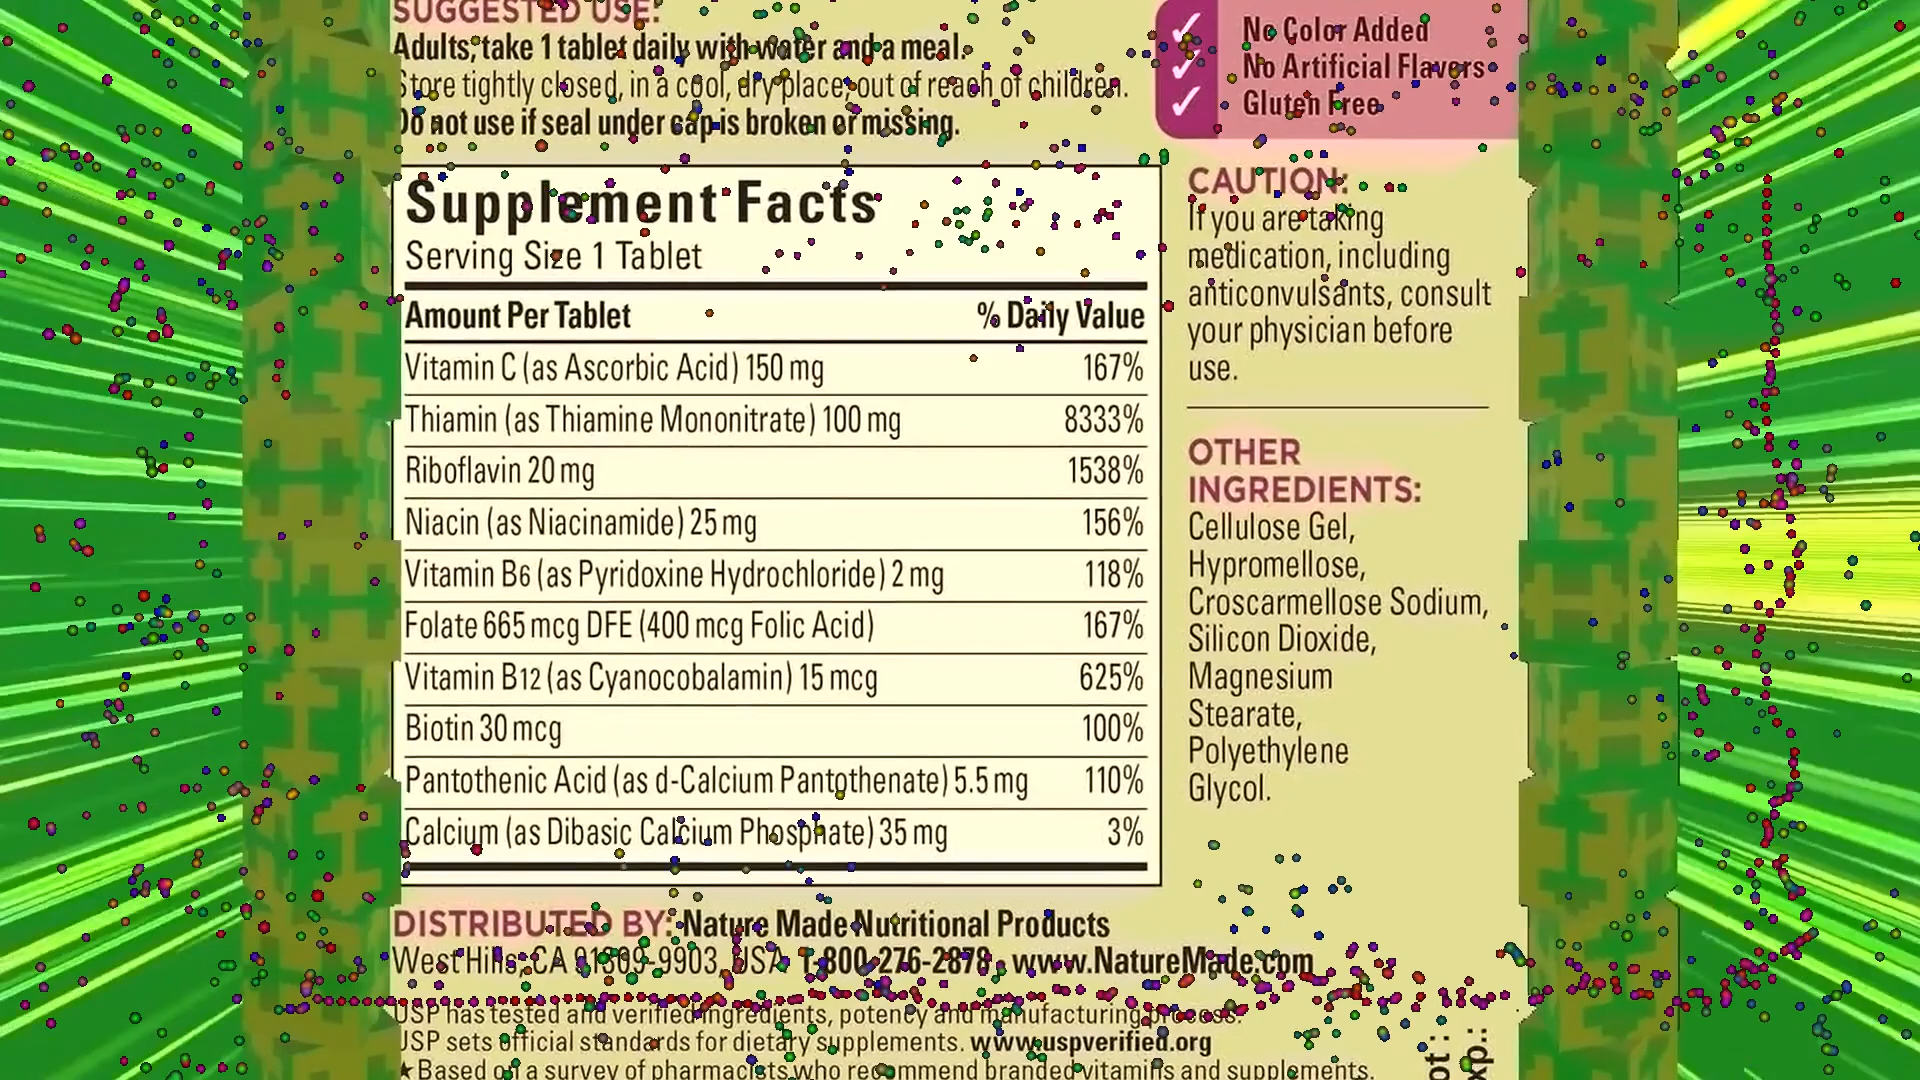 SUGGESTED USE:
Adults, take 1 tablet daily with water and a meal.
Store tightly closed, in a cool, dry place, out of reach of children.
Do not use if seal under cap is broken or missing.
Supplement Facts
Serving Size 1 Tablet
Amount Per Tablet % Daily Value
Vitamin C (as Ascorbic Acid) 150 mg 167%
Thiamin (as Thiamine Mononitrate) 100 mg 8333%
Riboflavin 20 mg 1538%
Niacin (as Niacinamide) 25 mg 156%
Vitamin B6 (as Pyridoxine Hydrochloride) 2 mg 118%
Folate 665 mcg DFE (400 mcg Folic Acid) 167%
Vitamin B12 (as Cyanocobalamin) 15 mcg 625%
Biotin 30 mcg 100%
Pantothenic Acid (as d-Calcium Pantothenate) 5.5 mg 110%
Calcium (as Dibasic Calcium Phosphate) 35 mg 3%
DISTRIBUTED BY: Nature Made Nutritional Products
West Hills, CA 91309-9903, USA 1-800-276-2878 • www.NatureMade.com
USP has tested and verified ingredients, potency and manufacturing process.
USP sets official standards for dietary supplements. www.uspverified.org
★Based on a survey of pharmacists who recommend branded vitamins and supplements.
✓ No Color Added
✓ No Artificial Flavors
✓ Gluten Free
CAUTION:
If you are taking
medication, including
anticonvulsants, consult
your physician before
use.
OTHER
INGREDIENTS:
Cellulose Gel,
Hypromellose,
Croscarmellose Sodium,
Silicon Dioxide,
Magnesium
Stearate,
Polyethylene
Glycol.